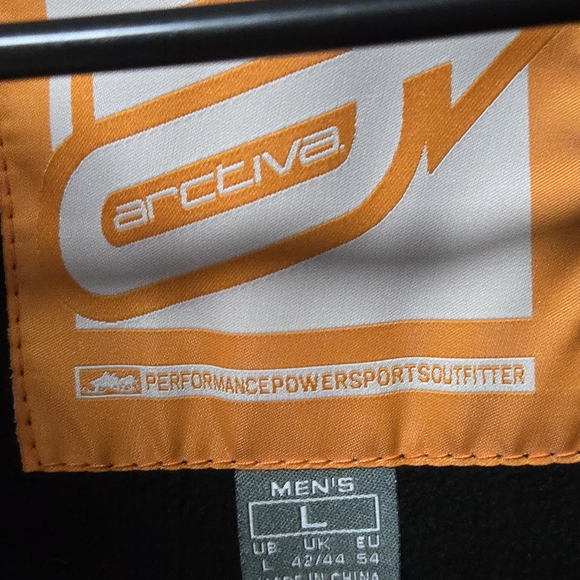 arctiva
PERFORMANCEPOWERSPORTSOUTFITTER
MEN'S
L
US UK EU
L 42/44 54
MADE IN CHINA